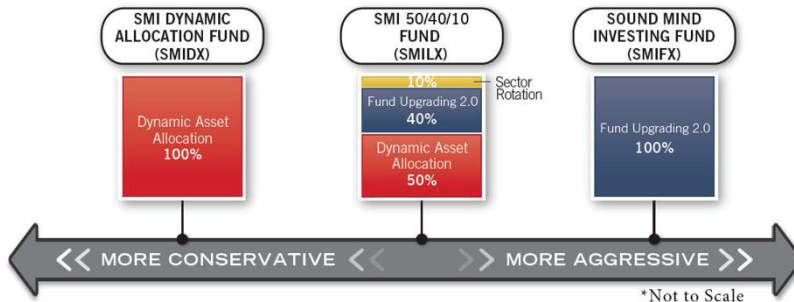 SMI DYNAMIC
ALLOCATION FUND
(SMIDX)
Dynamic Asset
Allocation
100%
SMI 50/40/10
FUND
(SMILX)
10%
Sector
Rotation
Fund Upgrading 2.0
40%
Dynamic Asset
Allocation
50%
SOUND MIND
INVESTING FUND
(SMIFX)
Fund Upgrading 2.0
100%
MORE CONSERVATIVE
MORE AGGRESSIVE
*Not to Scale